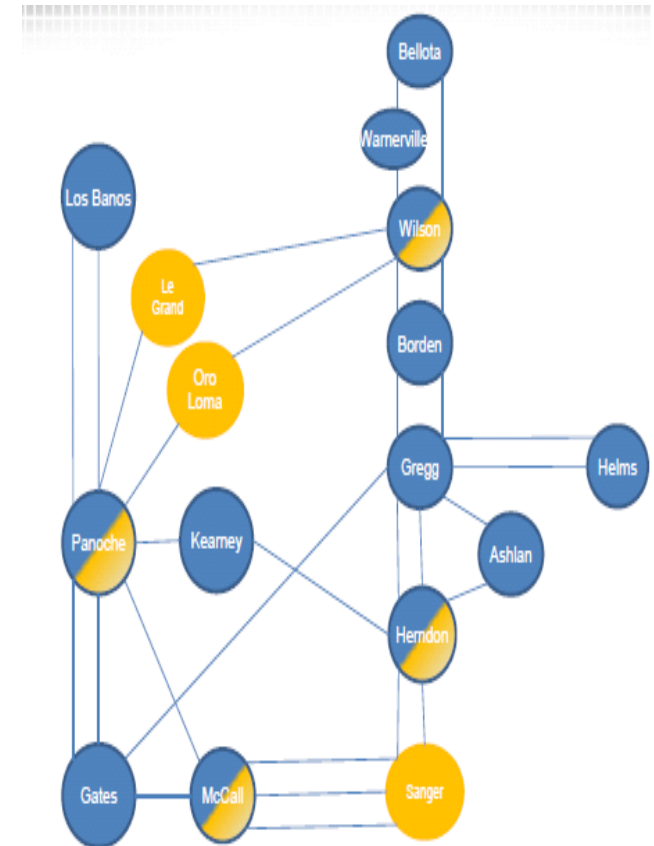 Bellota
Warnerville
Los Banos
Wilson
Le
Grand
Borden
Oro
Loma
Gregg
Helms
Panoche
Kearney
Ashlan
Herndon
Gates
McCall
Sanger